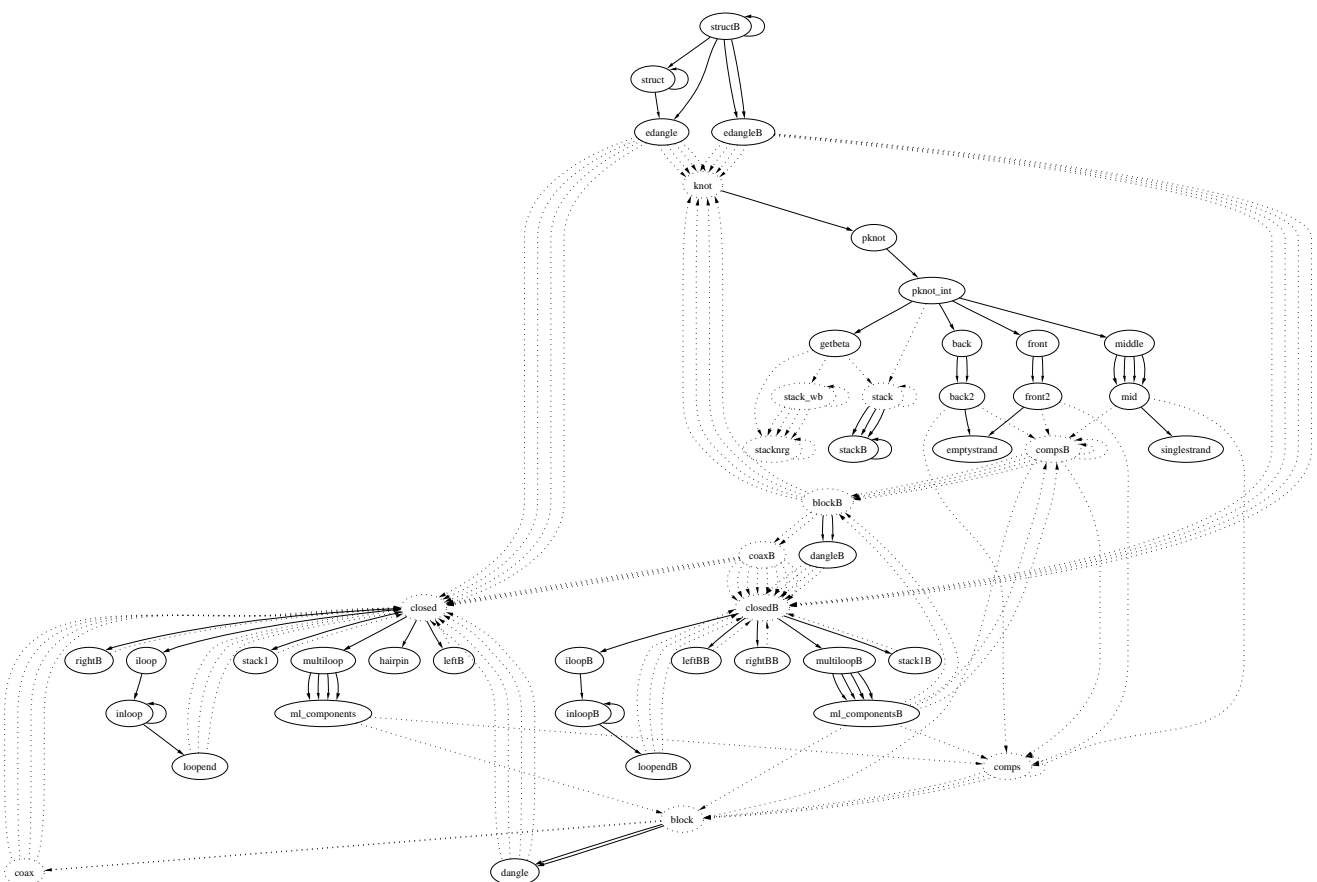 structB
struct
edangle
edangleB
knot
pknot
pknot_int
getbeta
back
front
middle
stack_wb
stack
back2
front2
mid
stacknrg
stackB
emptystrand
compsB
singlestrand
blockB
coaxB
dangleB
closed
closedB
rightB
iloop
stack1
multiloop
hairpin
leftB
iloopB
leftBB
rightBB
multiloopB
stack1B
inloop
ml_components
inloopB
ml_componentsB
loopend
loopendB
comps
block
coax
dangle